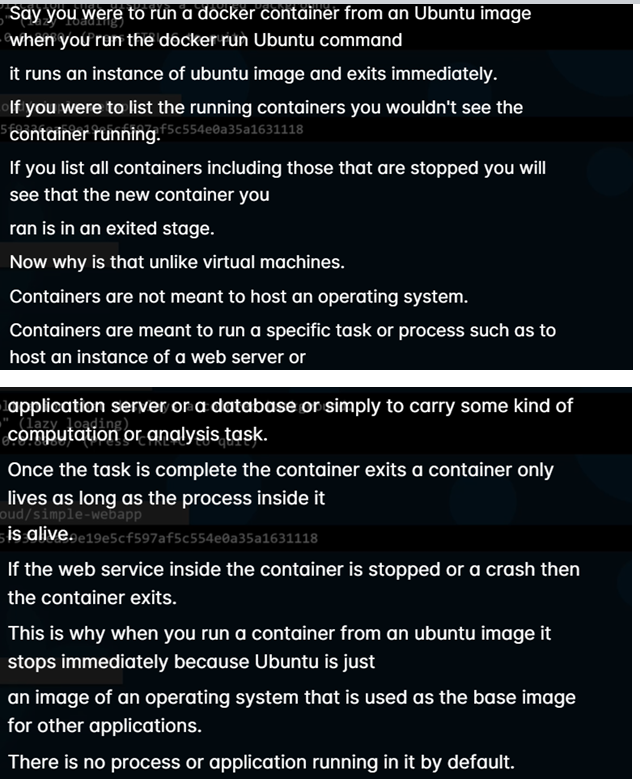 Say you were to run a docker container from an Ubuntu image
when you run the docker run Ubuntu command
it runs an instance of ubuntu image and exits immediately.
If you were to list the running containers you wouldn't see the
container running.
If you list all containers including those that are stopped you will
see that the new container you
ran is in an exited stage.
Now why is that unlike virtual machines.
Containers are not meant to host an operating system.
Containers are meant to run a specific task or process such as to
host an instance of a web server or
application server or a database or simply to carry some kind of
computation or analysis task.
Once the task is complete the container exits a container only
lives as long as the process inside it
oud/simple-webapp
is alive.
If the web service inside the container is stopped or a crash then
the container exits.
This is why when you run a container from an ubuntu image it
stops immediately because Ubuntu is just
an image of an operating system that is used as the base image
for other applications.
There is no process or application running in it by default.